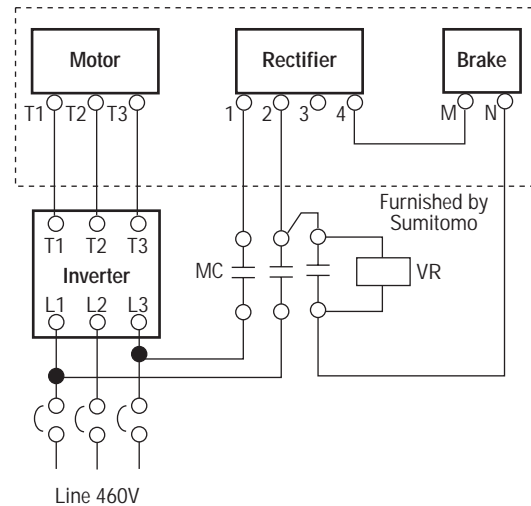 Motor
Rectifier
Brake
T1 T2 T3
1 2 3 4
M N
Furnished by
Sumitomo
T1 T2 T3
Inverter
MC
VR
L1 L2 L3
Line 460V